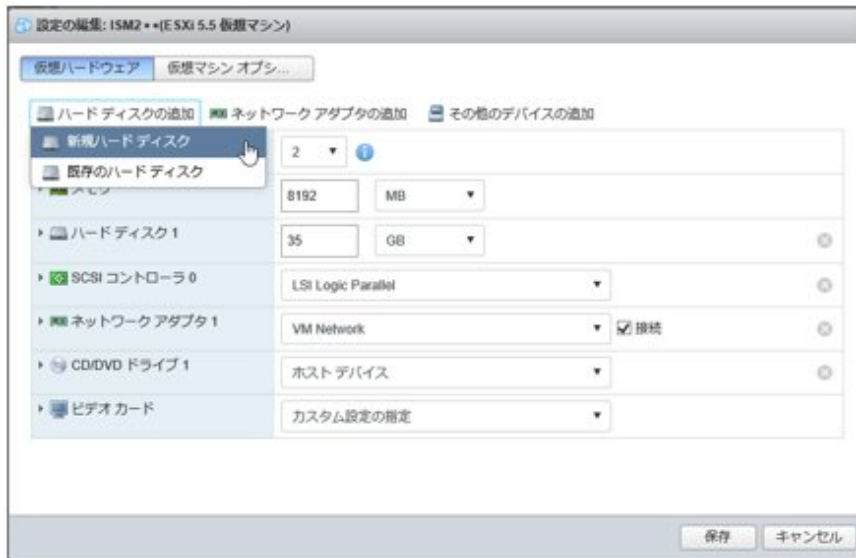 設定の編集: ISM2••(ESXi 5.5 仮想マシン)
仮想ハードウェア 仮想マシン オプシ...
ハード ディスクの追加 ネットワーク アダプタの追加 その他のデバイスの追加
新規ハード ディスク
既存のハード ディスク
2
メモリ 8192 MB
ハード ディスク 1 35 GB
SCSI コントローラ 0 LSI Logic Parallel
ネットワーク アダプタ 1 VM Network 接続
CD/DVD ドライブ 1 ホスト デバイス
ビデオ カード カスタム設定の指定
保存 キャンセル